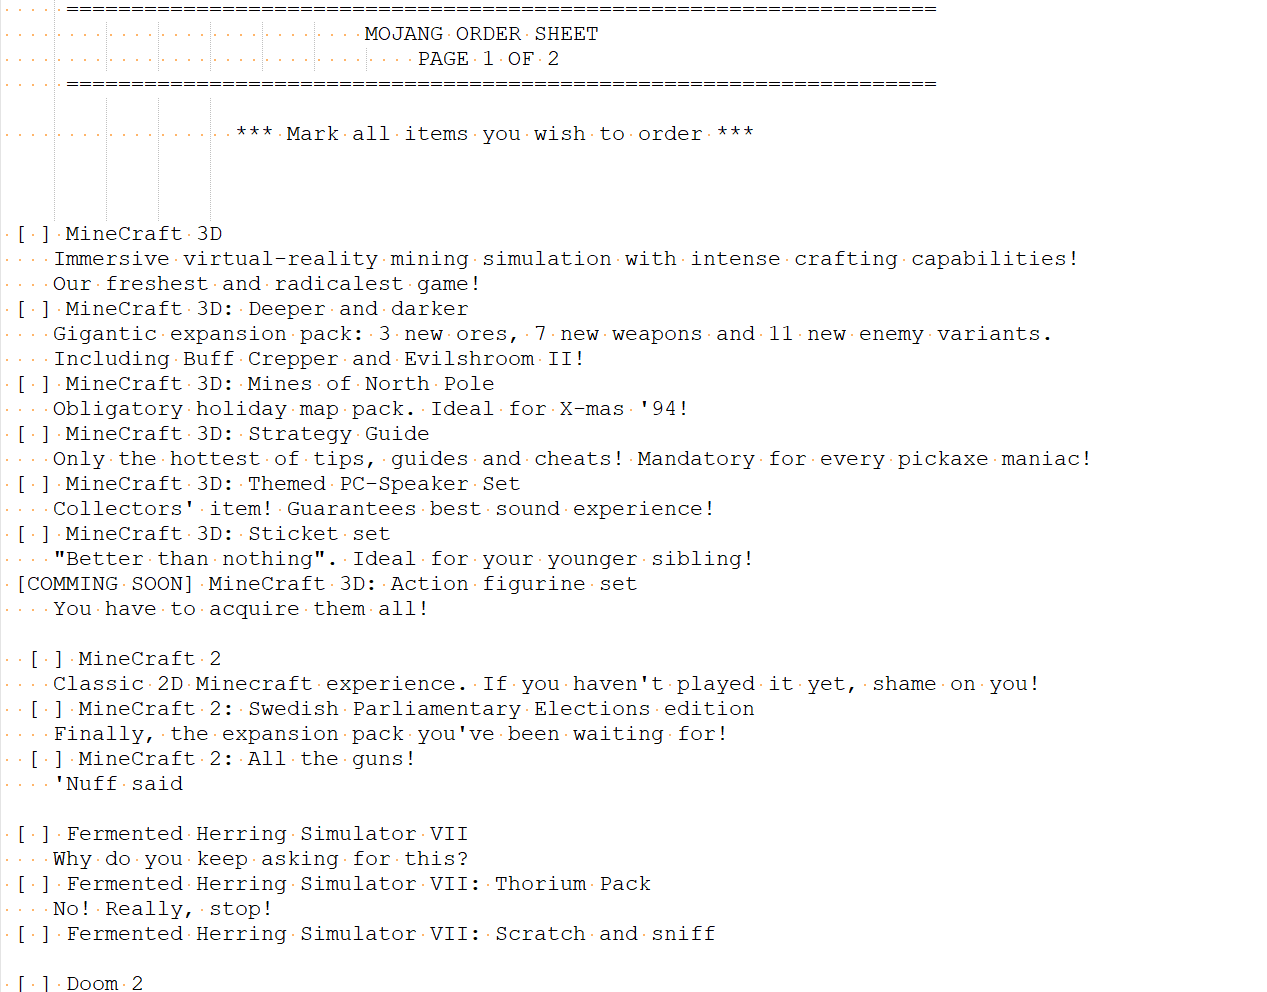 ===================================================================
MOJANG ORDER SHEET
PAGE 1 OF 2
===================================================================
*** Mark all items you wish to order ***
[ ] MineCraft 3D
Immersive virtual-reality mining simulation with intense crafting capabilities!
Our freshest and radicalest game!
[ ] MineCraft 3D: Deeper and darker
Gigantic expansion pack: 3 new ores, 7 new weapons and 11 new enemy variants.
Including Buff Crepper and Evilshroom II!
[ ] MineCraft 3D: Mines of North Pole
Obligatory holiday map pack. Ideal for X-mas '94!
[ ] MineCraft 3D: Strategy Guide
Only the hottest of tips, guides and cheats! Mandatory for every pickaxe maniac!
[ ] MineCraft 3D: Themed PC-Speaker Set
Collectors' item! Guarantees best sound experience!
[ ] MineCraft 3D: Sticket set
"Better than nothing". Ideal for your younger sibling!
[COMMING SOON] MineCraft 3D: Action figurine set
You have to acquire them all!
[ ] MineCraft 2
Classic 2D Minecraft experience. If you haven't played it yet, shame on you!
[ ] MineCraft 2: Swedish Parliamentary Elections edition
Finally, the expansion pack you've been waiting for!
[ ] MineCraft 2: All the guns!
'Nuff said
[ ] Fermented Herring Simulator VII
Why do you keep asking for this?
[ ] Fermented Herring Simulator VII: Thorium Pack
No! Really, stop!
[ ] Fermented Herring Simulator VII: Scratch and sniff
[ ] Doom 2